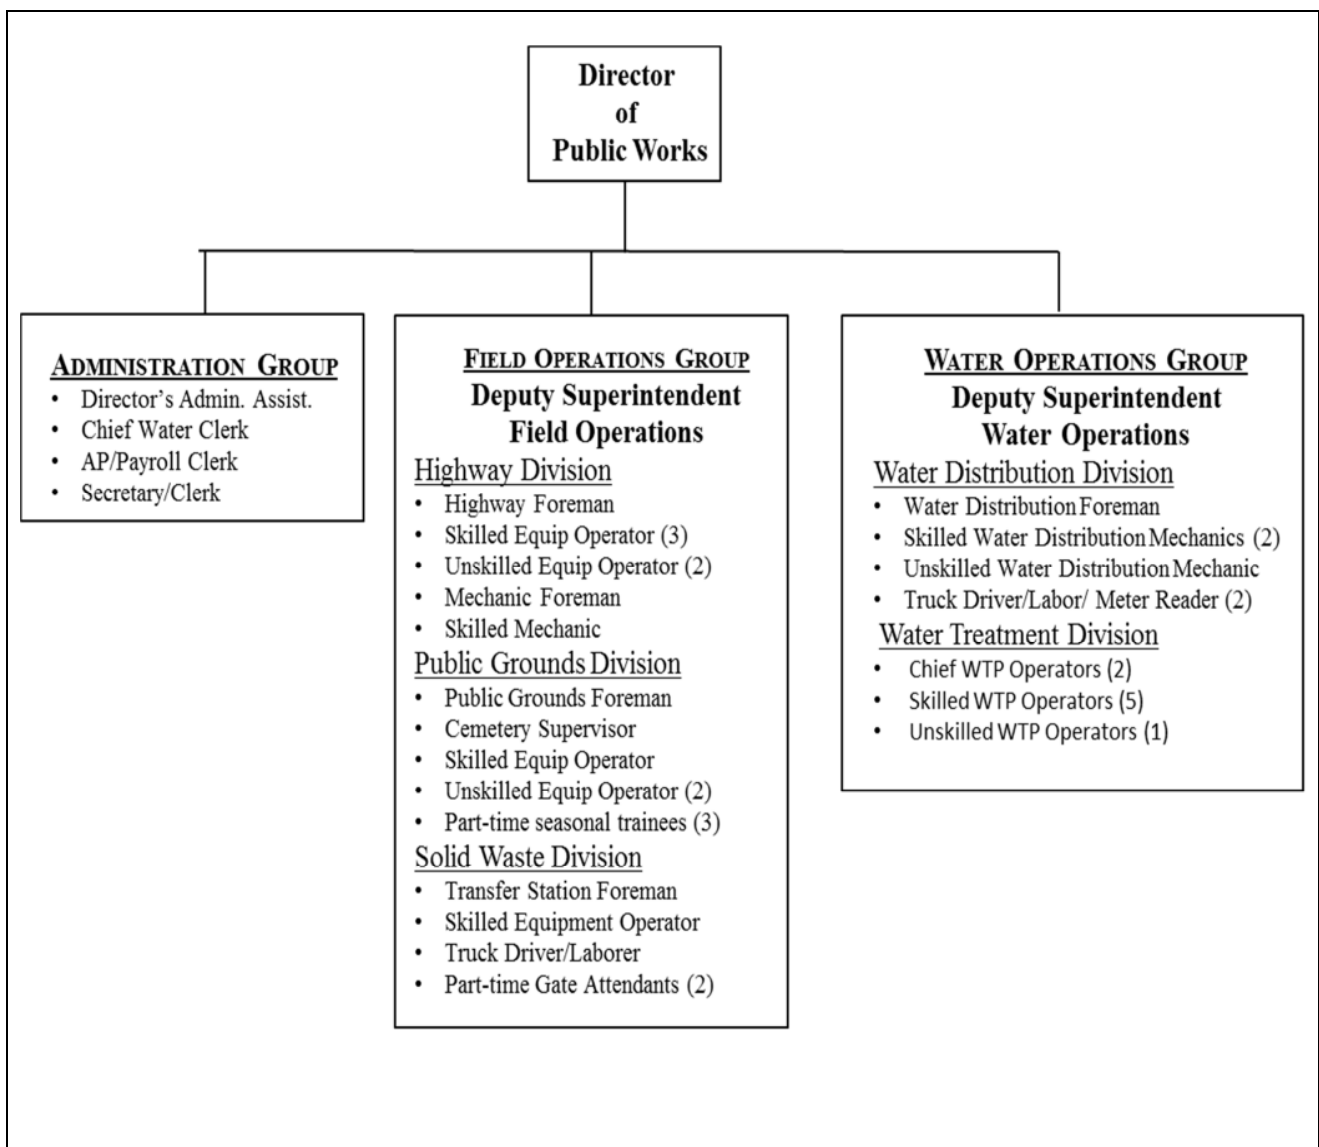 Director
of
Public Works
ADMINISTRATION GROUP
• Director's Admin. Assist.
• Chief Water Clerk
• AP/Payroll Clerk
• Secretary/Clerk
FIELD OPERATIONS GROUP
Deputy Superintendent
Field Operations
Highway Division
• Highway Foreman
• Skilled Equip Operator (3)
• Unskilled Equip Operator (2)
• Mechanic Foreman
• Skilled Mechanic
Public Grounds Division
• Public Grounds Foreman
• Cemetery Supervisor
• Skilled Equip Operator
• Unskilled Equip Operator (2)
• Part-time seasonal trainees (3)
Solid Waste Division
• Transfer Station Foreman
• Skilled Equipment Operator
• Truck Driver/Laborer
• Part-time Gate Attendants (2)
WATER OPERATIONS GROUP
Deputy Superintendent
Water Operations
Water Distribution Division
• Water Distribution Foreman
• Skilled Water Distribution Mechanics (2)
• Unskilled Water Distribution Mechanic
• Truck Driver/Labor/ Meter Reader (2)
Water Treatment Division
• Chief WTP Operators (2)
• Skilled WTP Operators (5)
• Unskilled WTP Operators (1)